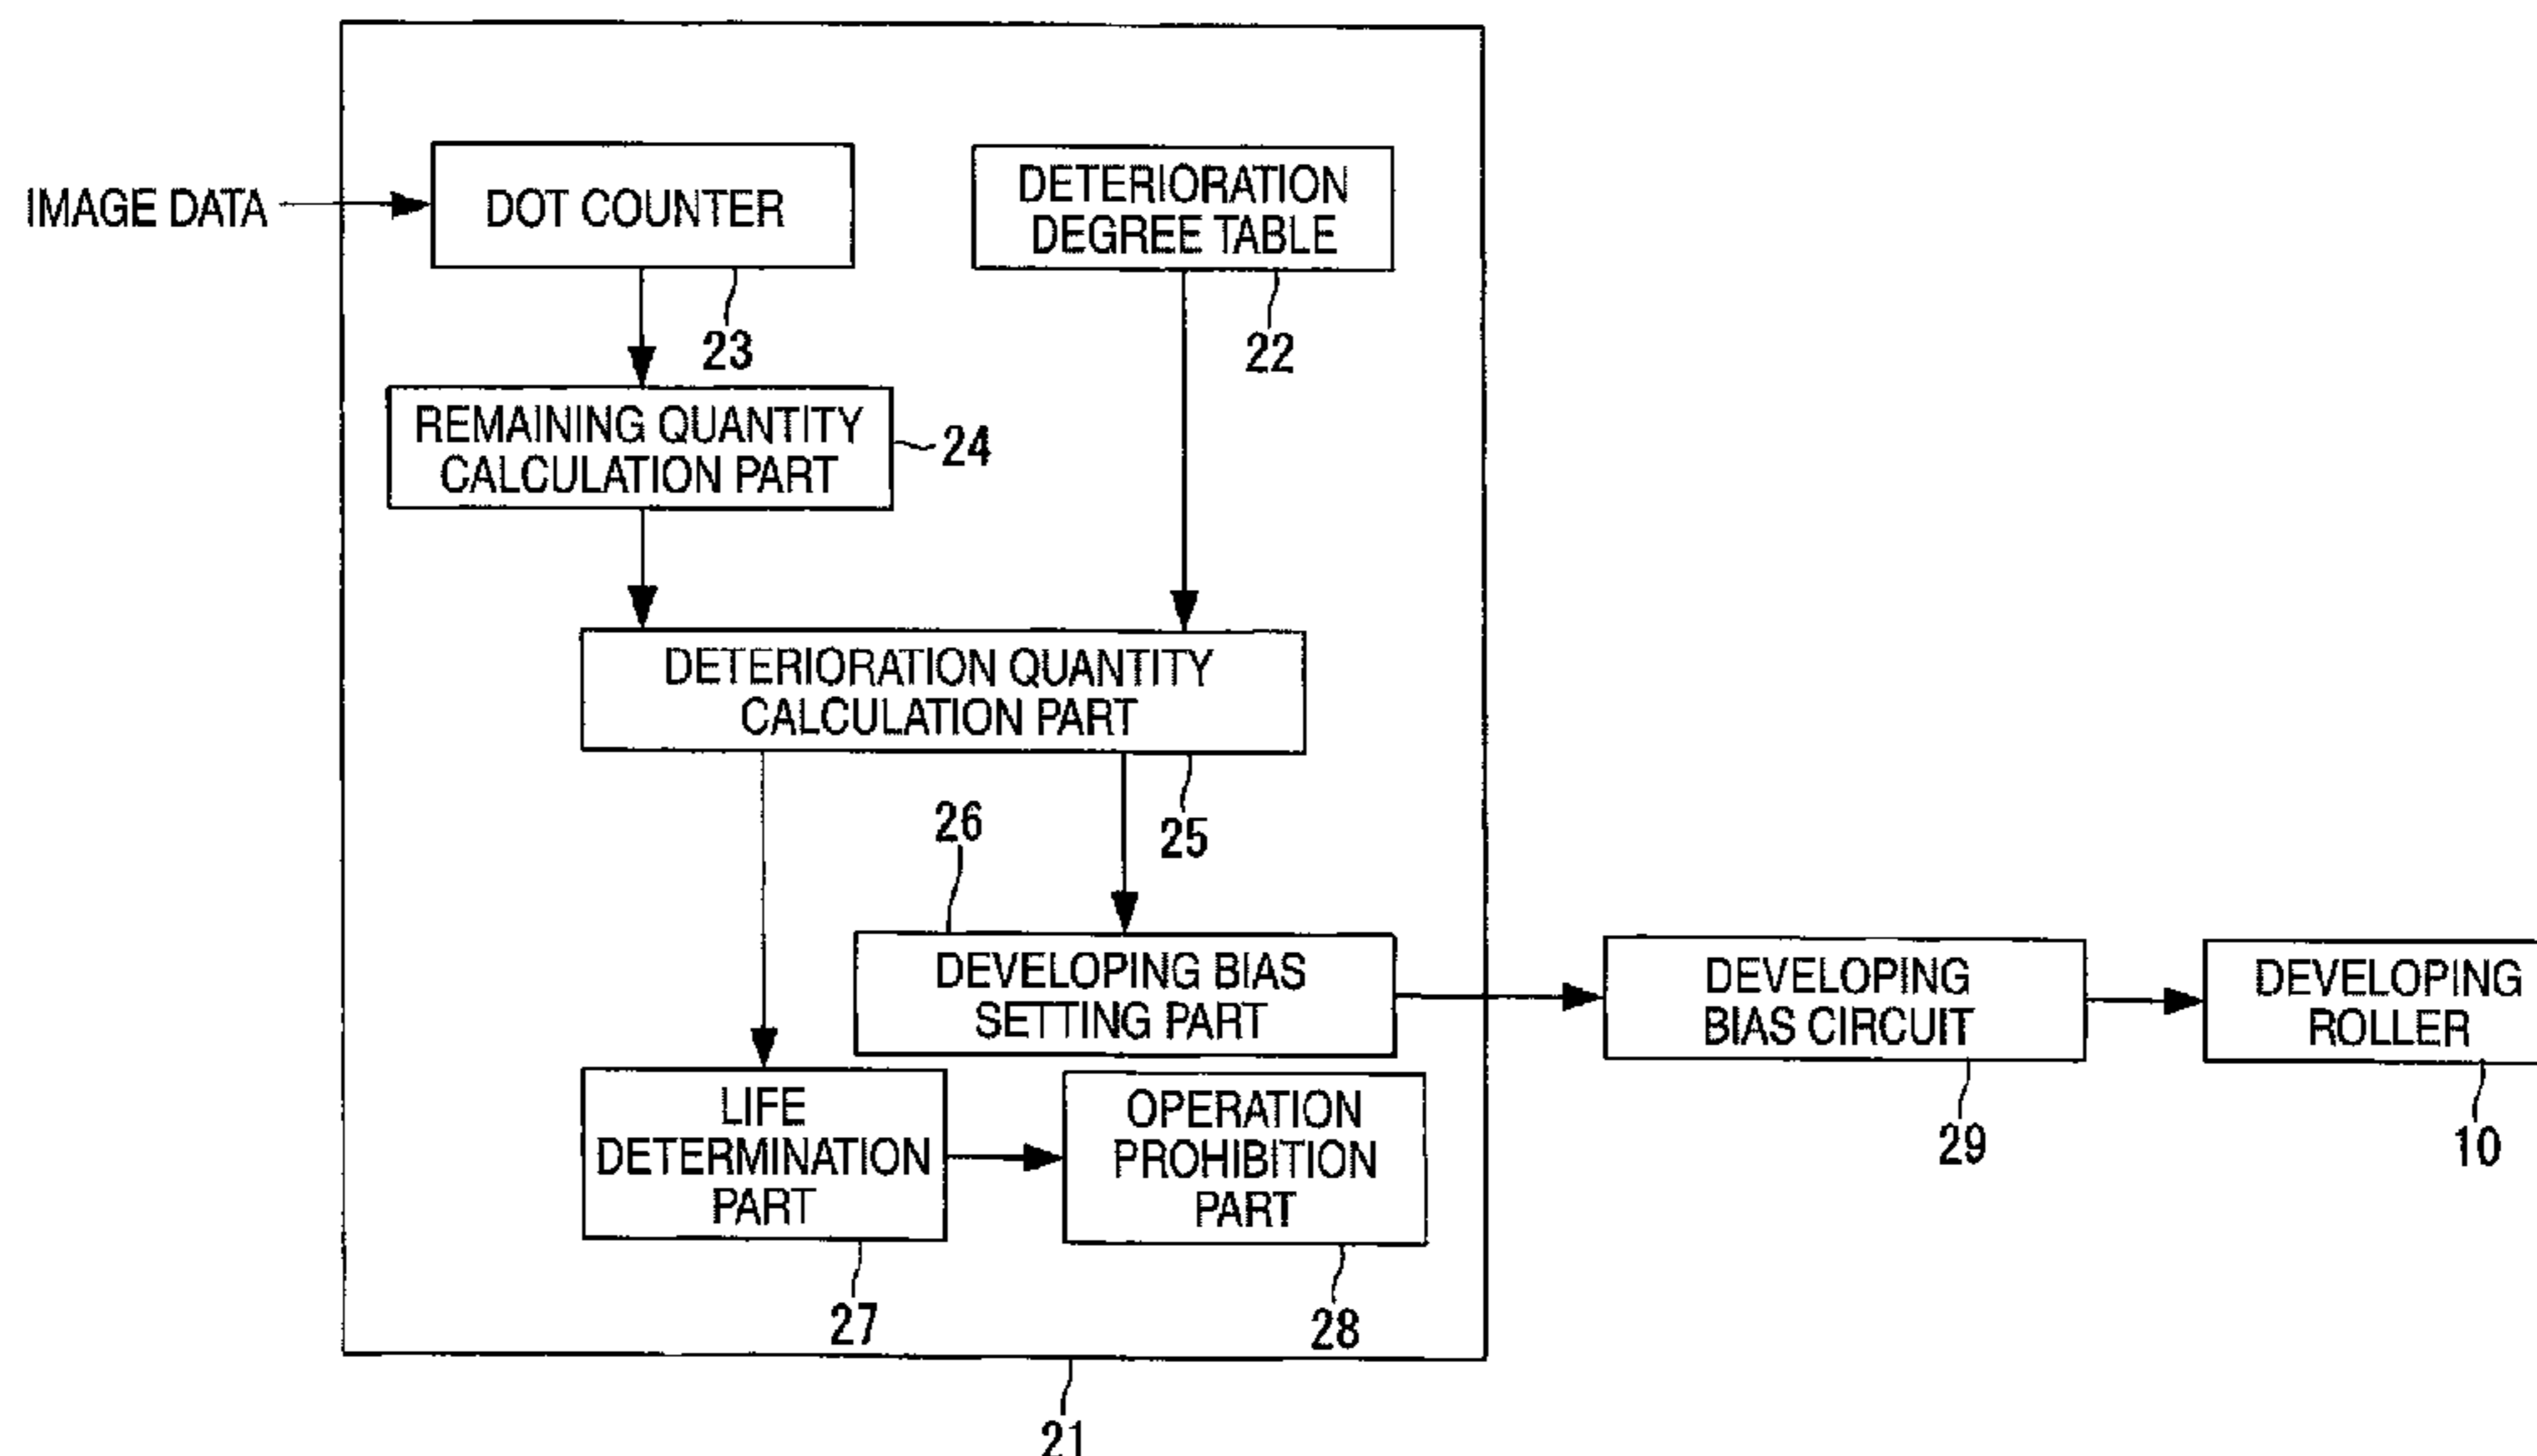 IMAGE DATA
DOT COUNTER
23
DETERIORATION
DEGREE TABLE
22
REMAINING QUANTITY
CALCULATION PART
24
DETERIORATION QUANTITY
CALCULATION PART
25
26
DEVELOPING BIAS
SETTING PART
DEVELOPING
BIAS CIRCUIT
29
DEVELOPING
ROLLER
10
LIFE
DETERMINATION
PART
27
OPERATION
PROHIBITION
PART
28
21